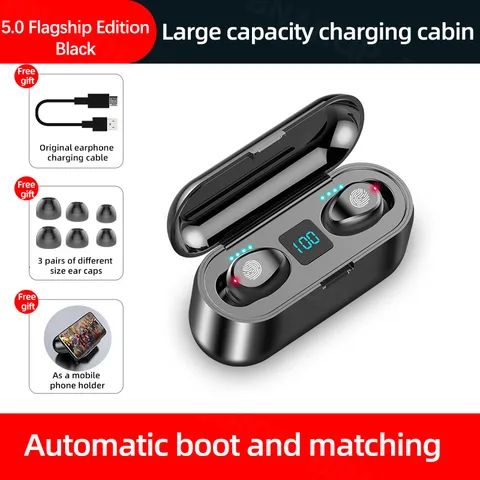 5.0 Flagship Edition
Black
Large capacity charging cabin
Free
gift
Original earphone
charging cable
Free
gift
3 pairs of different
size ear caps
Free
gift
As a mobile
phone holder
100
Automatic boot and matching